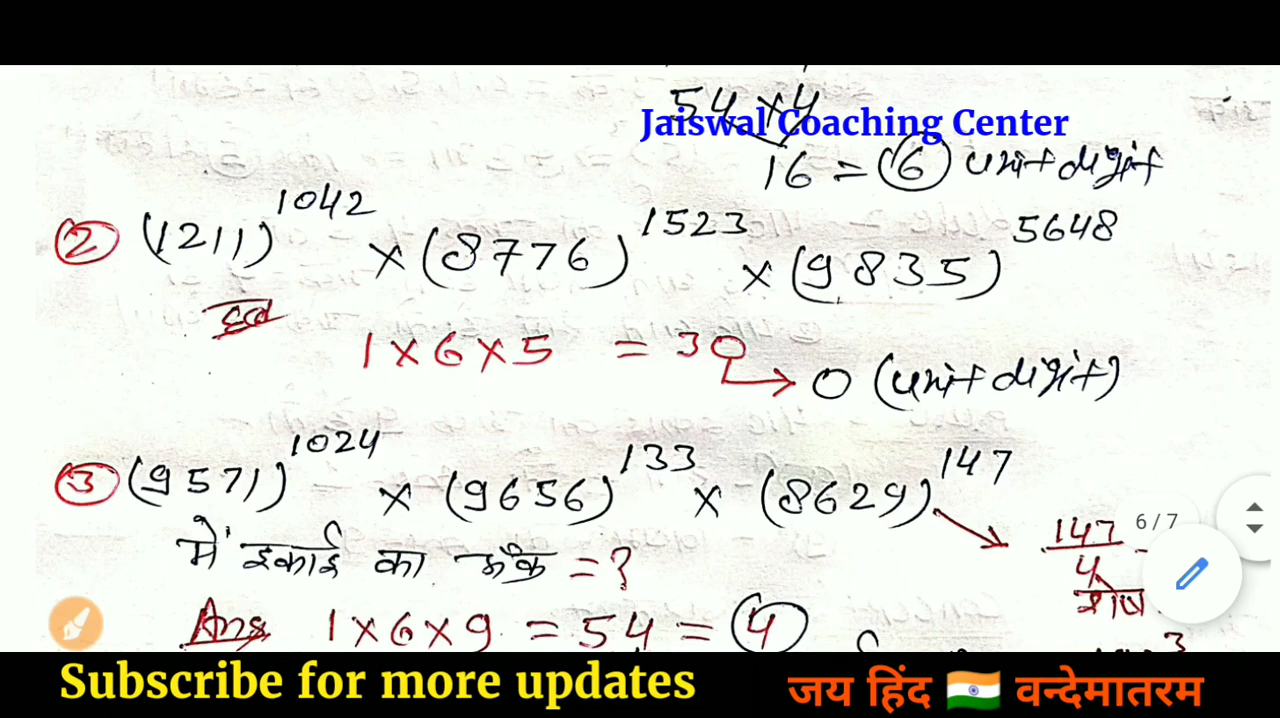 54 × 4
Jaiswal Coaching Center
16 = 6 unit digit
② (1211)^1042 × (8776)^1523 × (9835)^5648
हल
1 × 6 × 5 = 30
→ 0 (unit digit)
③ (9571)^1024 × (9656)^133 × (8629)^147
में इकाई का अंक = ?
147
4
शेष
6 / 7
Ans 1 × 6 × 9 = 54 = 4
3
Subscribe for more updates
जय हिंद 🇮🇳 वन्देमातरम